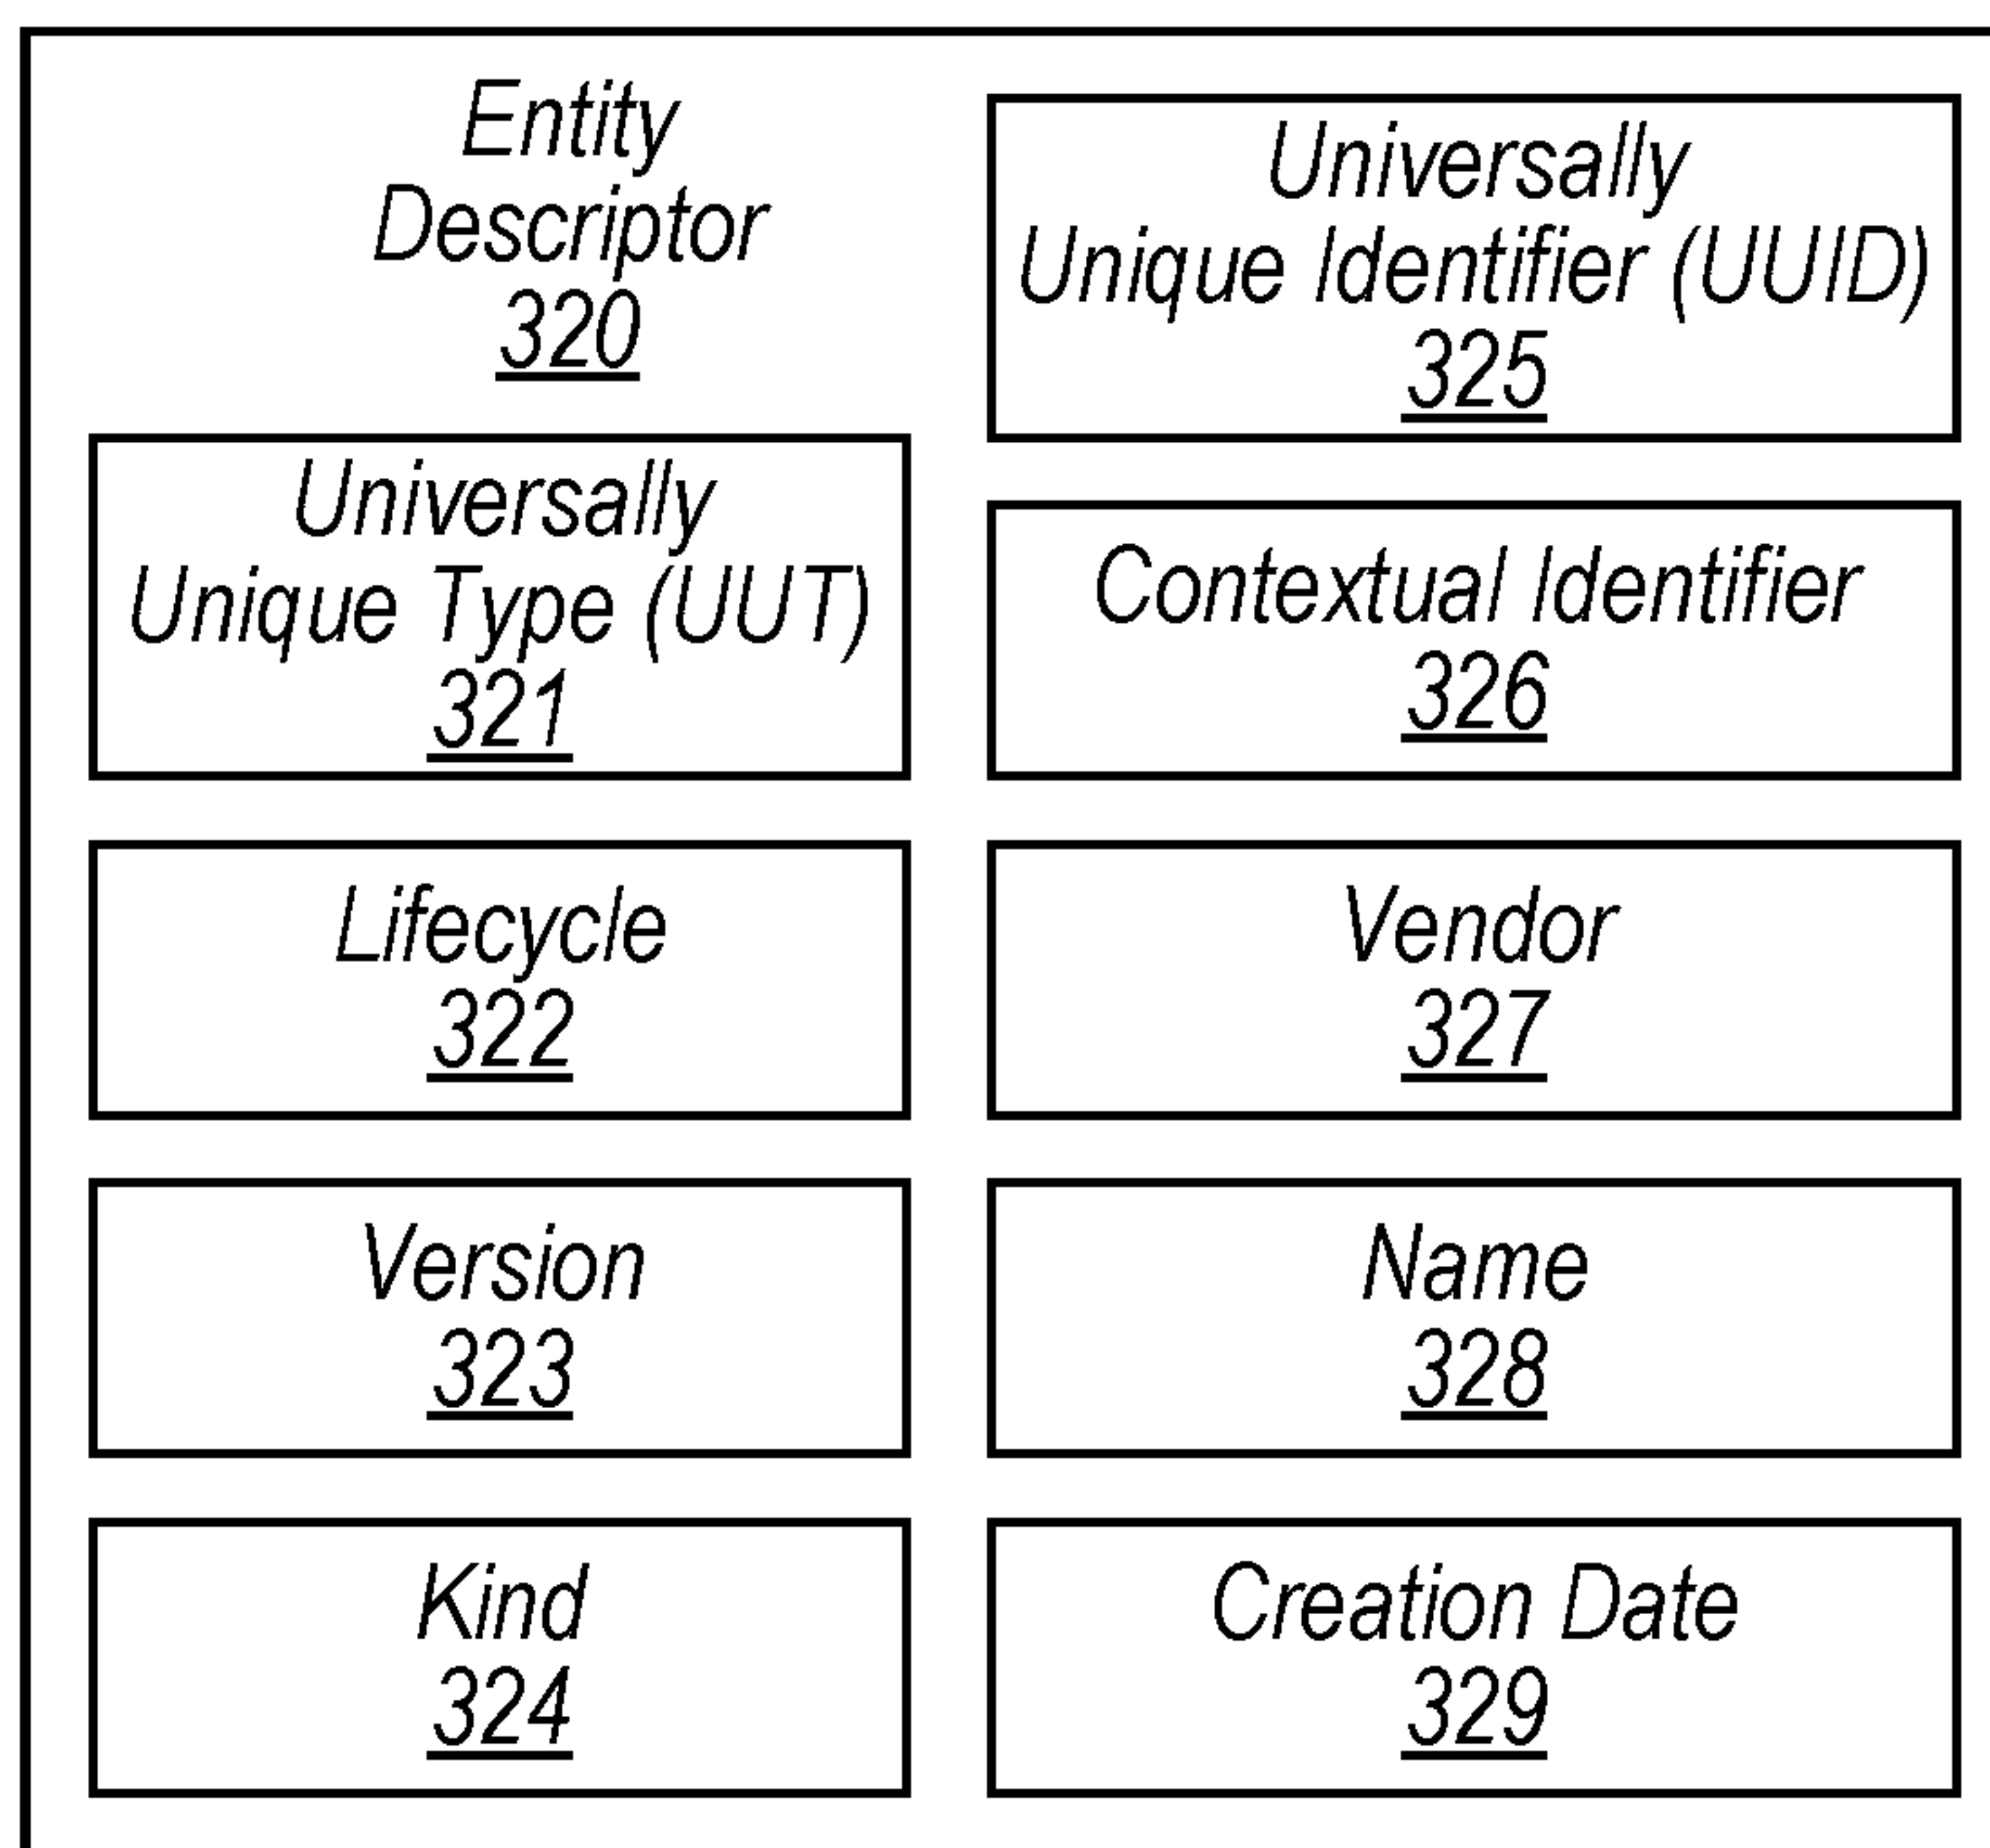 Entity
Descriptor
320
Universally
Unique Type (UUT)
321
Lifecycle
322
Version
323
Kind
324
Universally
Unique Identifier (UUID)
325
Contextual Identifier
326
Vendor
327
Name
328
Creation Date
329